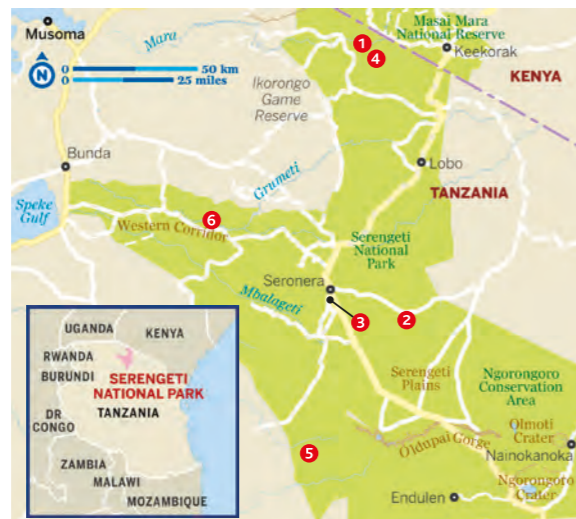 Musoma
Mara
Masai Mara
National Reserve
1
4
Keekorak
N
0 50 km
0 25 miles
KENYA
Ikorongo
Game
Reserve
Bunda
Lobo
Grumeti
TANZANIA
Speke
Gulf
6
Western Corridor
Serengeti
National
Park
Seronera
Mbalageti
3
2
Serengeti
Plains
Ngorongoro
Conservation
Area
Olmoti
Crater
Oldupai Gorge
Nainokanoka
5
Ngorongoro
Crater
Endulen
UGANDA
KENYA
RWANDA
BURUNDI
SERENGETI
NATIONAL PARK
TANZANIA
DR
CONGO
ZAMBIA
MALAWI
MOZAMBIQUE